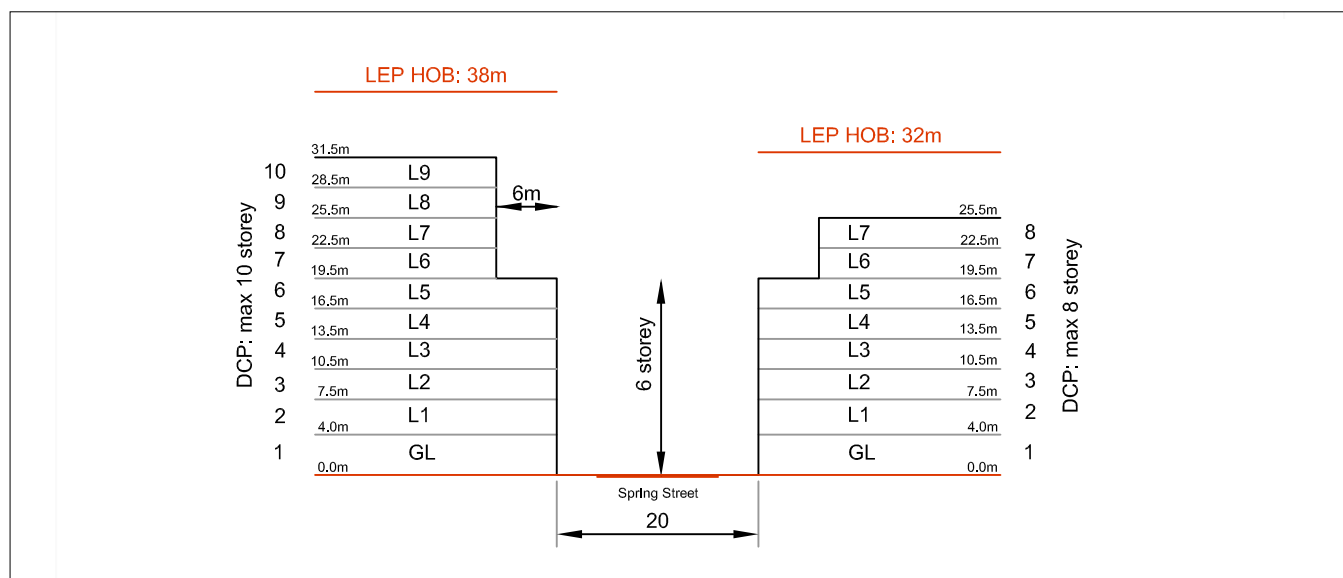 LEP HOB: 38m
LEP HOB: 32m
31.5m
10 L9
28.5m
6m
9 L8
25.5m
25.5m
8 L7
L7 8
22.5m
22.5m
7 L6
L6 7
19.5m
19.5m
6 L5
L5 6
16.5m
16.5m
5 L4
L4 5
13.5m
13.5m
4 L3
L3 4
10.5m
10.5m
3 L2
L2 3
7.5m
7.5m
2 L1
L1 2
4.0m
4.0m
1 GL
GL 1
0.0m
0.0m
DCP: max 10 storey
6 storey
DCP: max 8 storey
Spring Street
20